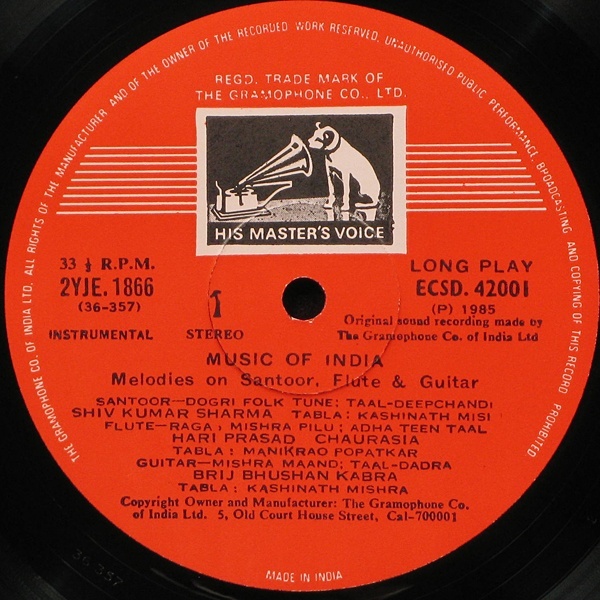 THE GRAMOPHONE CO. OF INDIA LTD. ALL RIGHTS OF THE MANUFACTURER AND OF THE OWNER OF THE RECORDED WORK RESERVED. UNAUTHORISED PUBLIC PERFORMANCE, BROADCASTING AND COPYING OF THIS RECORD PROHIBITED
REGD. TRADE MARK OF
THE GRAMOPHONE CO., LTD.
HIS MASTER'S VOICE
33 ⅓ R.P.M.
2YJE.1866
(36-357)
1
LONG PLAY
ECSD. 42001
(P) 1985
INSTRUMENTAL STEREO
Original sound recording made by
The Gramophone Co. of India Ltd
MUSIC OF INDIA
Melodies on Santoor, Flute & Guitar
SANTOOR—DOGRI FOLK TUNE; TAAL-DEEPCHANDI
SHIV KUMAR SHARMA TABLA: KASHINATH MISI
FLUTE—RAGA; MISHRA PILU; ADHA TEEN TAAL
HARI PRASAD CHAURASIA
TABLA: MANIKRAO POPATKAR
GUITAR—MISHRA MAAND; TAAL-DADRA
BRIJ BHUSHAN KABRA
TABLA: KASHINATH MISHRA
Copyright Owner and Manufacturer: The Gramophone Co.
of India Ltd. 5, Old Court House Street, Cal-700001
MADE IN INDIA
36-357